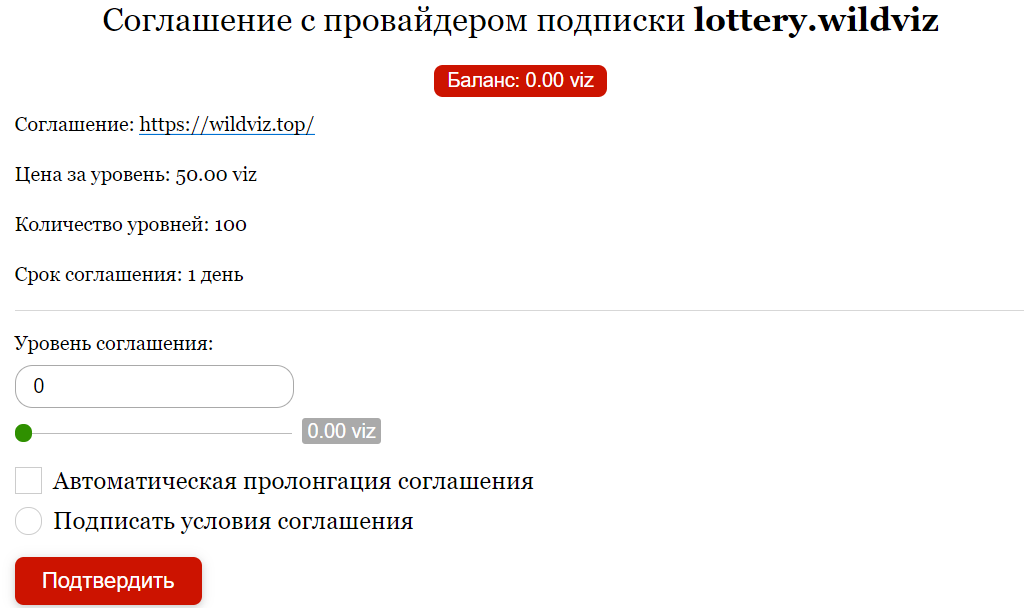 Соглашение с провайдером подписки lottery.wildviz
Баланс: 0.00 viz
Соглашение: https://wildviz.top/
Цена за уровень: 50.00 viz
Количество уровней: 100
Срок соглашения: 1 день
Уровень соглашения:
0
0.00 viz
Автоматическая пролонгация соглашения
Подписать условия соглашения
Подтвердить